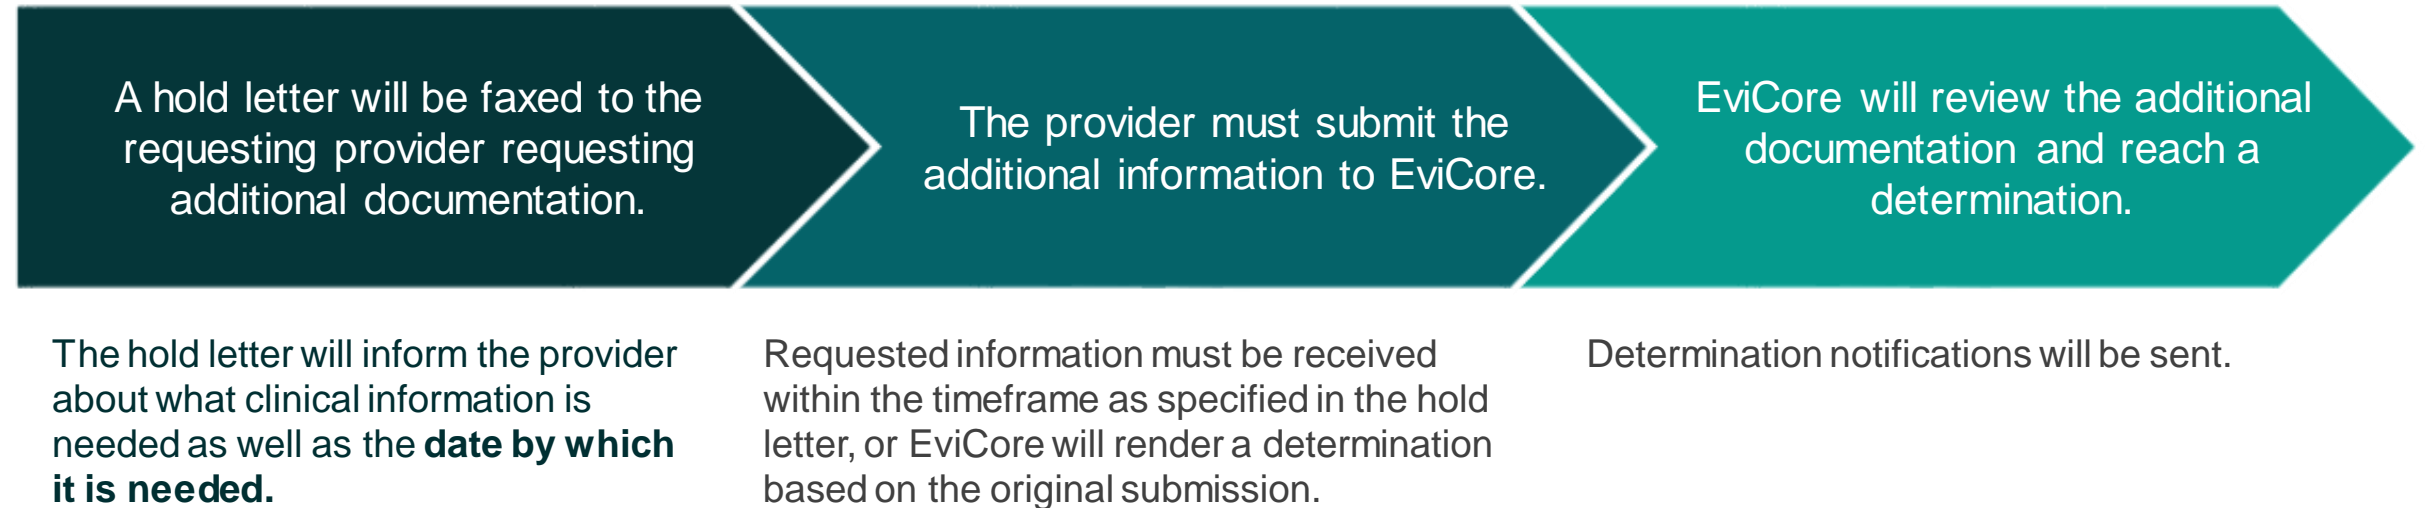 A hold letter will be faxed to the
requesting provider requesting
additional documentation.
The provider must submit the
additional information to EviCore.
EviCore will review the additional
documentation and reach a
determination.
The hold letter will inform the provider
about what clinical information is
needed as well as the date by which
it is needed.
Requested information must be received
within the timeframe as specified in the hold
letter, or EviCore will render a determination
based on the original submission.
Determination notifications will be sent.